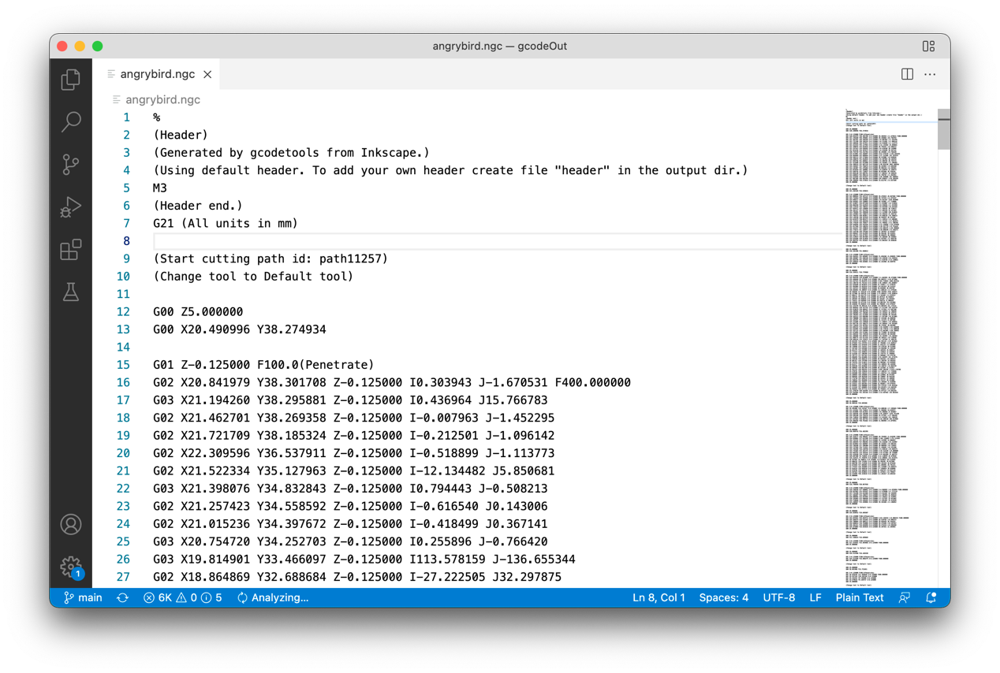 angrybird.ngc — gcodeOut
angrybird.ngc
angrybird.ngc
1 %
2 (Header)
3 (Generated by gcodetools from Inkscape.)
4 (Using default header. To add your own header create file "header" in the output dir.)
5 M3
6 (Header end.)
7 G21 (All units in mm)
8
9 (Start cutting path id: path11257)
10 (Change tool to Default tool)
11
12 G00 Z5.000000
13 G00 X20.490996 Y38.274934
14
15 G01 Z-0.125000 F100.0(Penetrate)
16 G02 X20.841979 Y38.301708 Z-0.125000 I0.303943 J-1.670531 F400.000000
17 G03 X21.194260 Y38.295881 Z-0.125000 I0.436964 J15.766783
18 G02 X21.462701 Y38.269358 Z-0.125000 I-0.007963 J-1.452295
19 G02 X21.721709 Y38.185324 Z-0.125000 I-0.212501 J-1.096142
20 G02 X22.309596 Y36.537911 Z-0.125000 I-0.518899 J-1.113773
21 G02 X21.522334 Y35.127963 Z-0.125000 I-12.134482 J5.850681
22 G03 X21.398076 Y34.832843 Z-0.125000 I0.794443 J-0.508213
23 G02 X21.257423 Y34.558592 Z-0.125000 I-0.616540 J0.143006
24 G02 X21.015236 Y34.397672 Z-0.125000 I-0.418499 J0.367141
25 G03 X20.754720 Y34.252703 Z-0.125000 I0.255896 J-0.766420
26 G03 X19.814901 Y33.466097 Z-0.125000 I113.578159 J-136.655344
27 G02 X18.864869 Y32.688684 Z-0.125000 I-27.222505 J32.297875
1
main 6K 0 5 Analyzing... Ln 8, Col 1 Spaces: 4 UTF-8 LF Plain Text